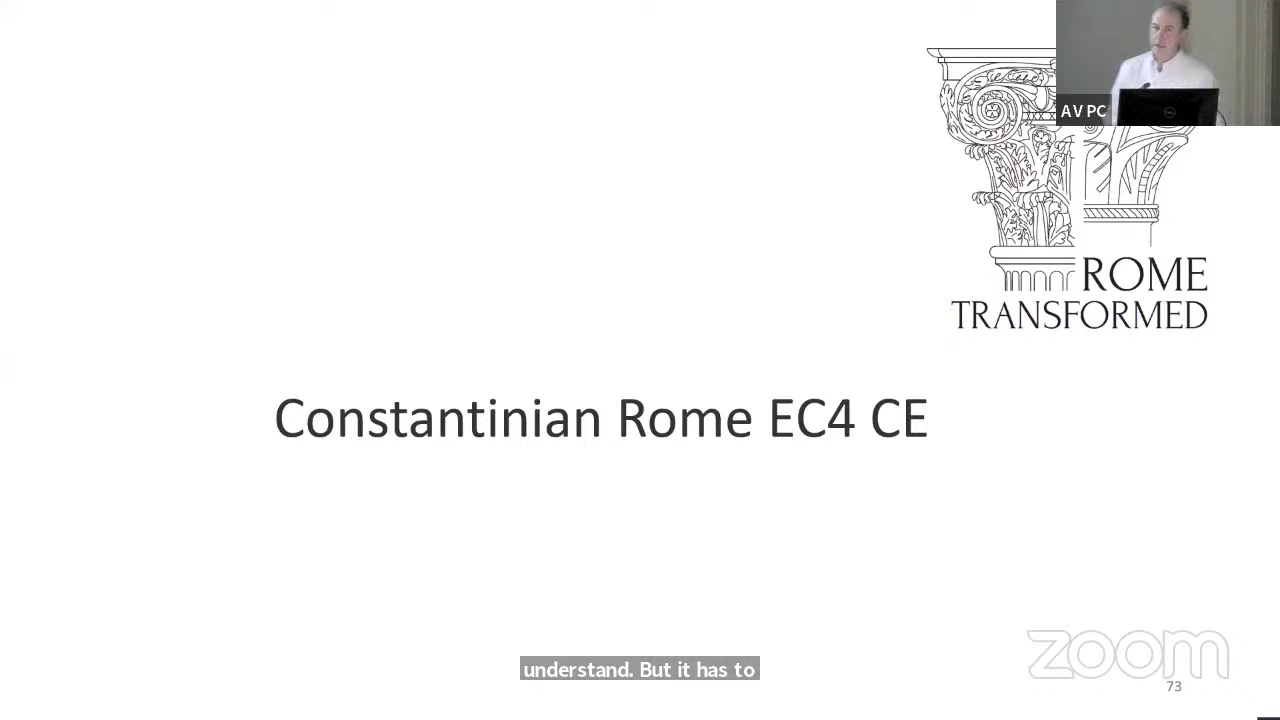 AV PC
ROME
TRANSFORMED
Constantinian Rome EC4 CE
understand. But it has to
zoom
73